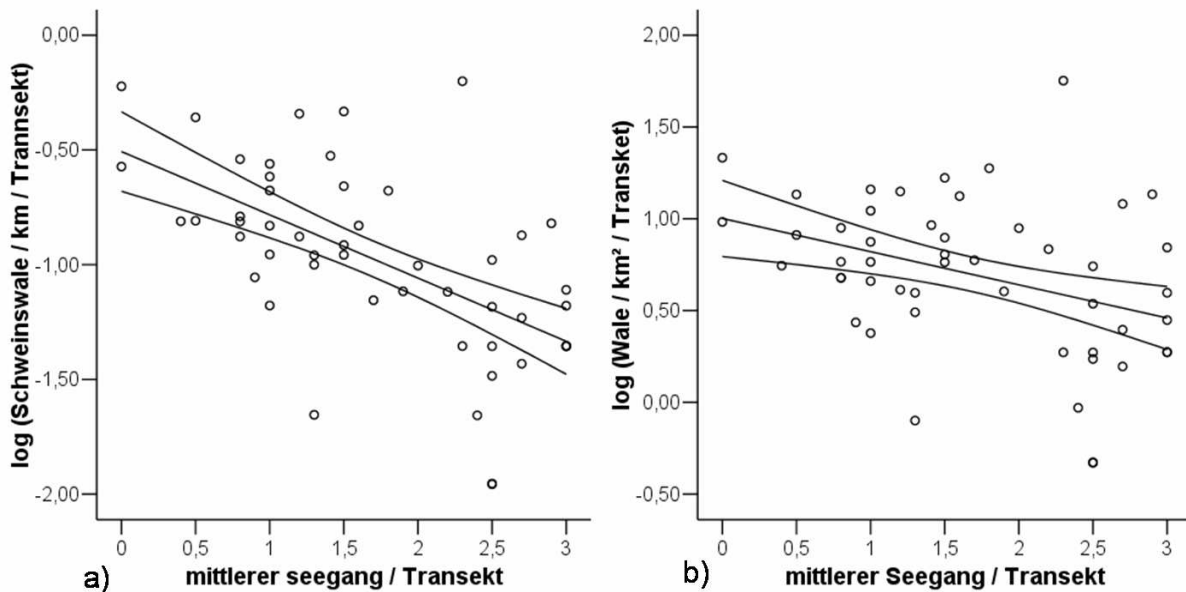 log (Schweinswale / km / Trannsekt)
0,00
-0,50
-1,00
-1,50
-2,00
0 0,5 1 1,5 2 2,5 3
mittlerer seegang / Transekt
a)
log (Wale / km² / Transket)
2,00
1,50
1,00
0,50
0,00
-0,50
0 0,5 1 1,5 2 2,5 3
mittlerer Seegang / Transekt
b)